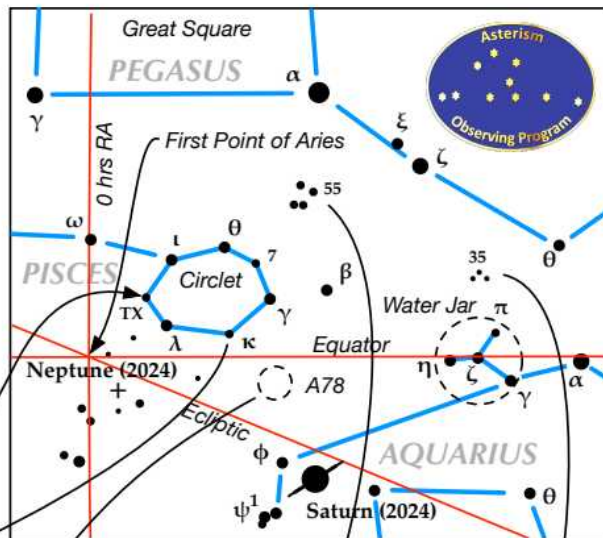 Great Square
PEGASUS
Asterism
Observing Program
α
γ
0 hrs RA
First Point of Aries
ξ
ζ
55
ω
ι
θ
7
θ
35
PISCES
Circlet
β
TX
γ
Water Jar
π
λ
κ
Equator
η
ζ
γ
α
Neptune (2024)
A78
Ecliptic
AQUARIUS
φ
ψ1
Saturn (2024)
θ